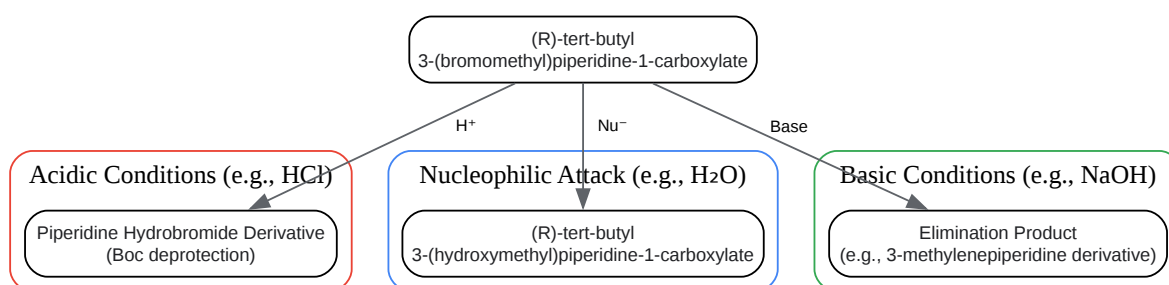 (R)-tert-butyl
3-(bromomethyl)piperidine-1-carboxylate
H⁺
Nu⁻
Base
Acidic Conditions (e.g., HCl)
Nucleophilic Attack (e.g., H₂O)
Basic Conditions (e.g., NaOH)
Piperidine Hydrobromide Derivative
(Boc deprotection)
(R)-tert-butyl
3-(hydroxymethyl)piperidine-1-carboxylate
Elimination Product
(e.g., 3-methylenepiperidine derivative)